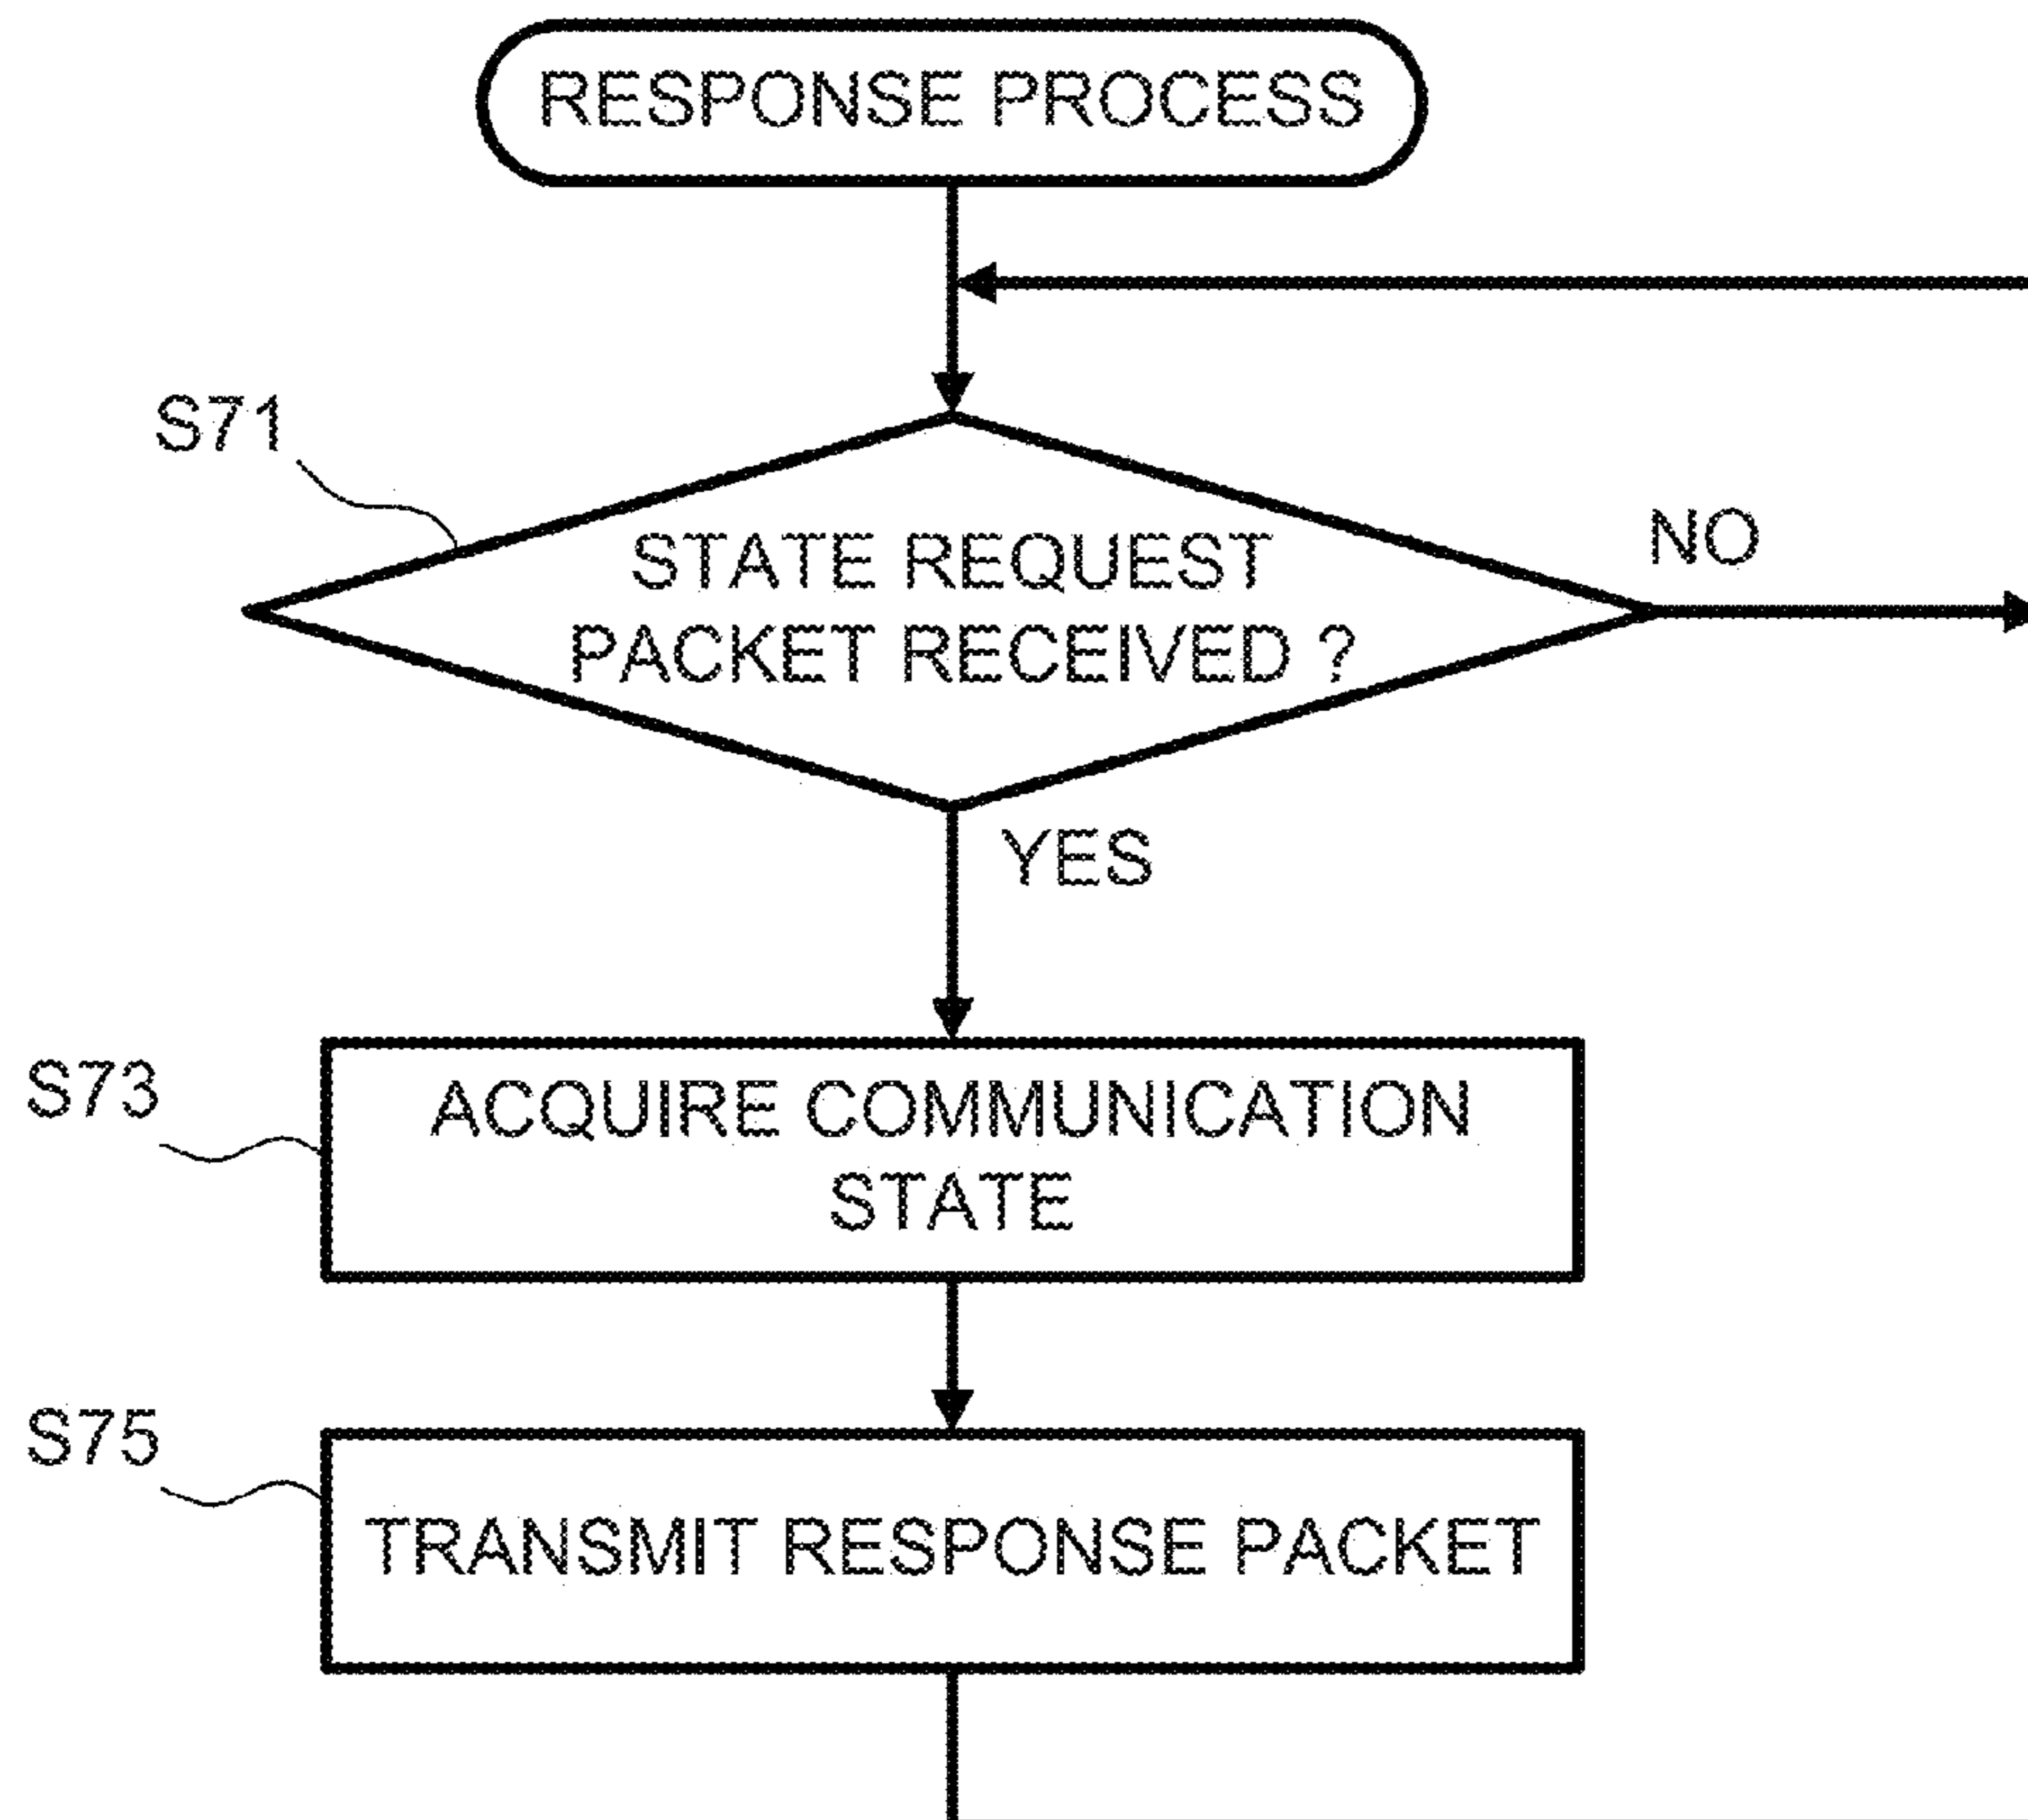 RESPONSE PROCESS
S71
STATE REQUEST
PACKET RECEIVED ?
NO
YES
S73
ACQUIRE COMMUNICATION
STATE
S75
TRANSMIT RESPONSE PACKET